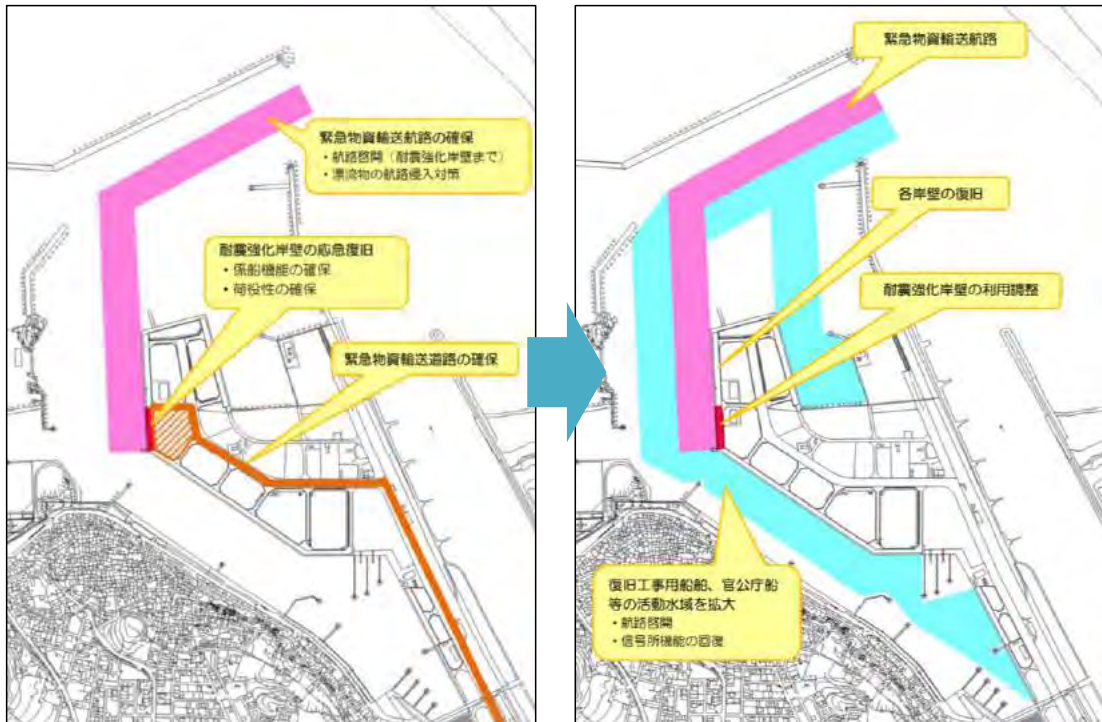 緊急物資輸送航路の確保
・航路啓開（耐震強化岸壁まで）
・漂流物の航路侵入対策
耐震強化岸壁の応急復旧
・係船機能の確保
・荷役性の確保
緊急物資輸送道路の確保
緊急物資輸送航路
各岸壁の復旧
耐震強化岸壁の利用調整
復旧工事用船舶、官公庁船
等の活動水域を拡大
・航路啓開
・信号所機能の回復